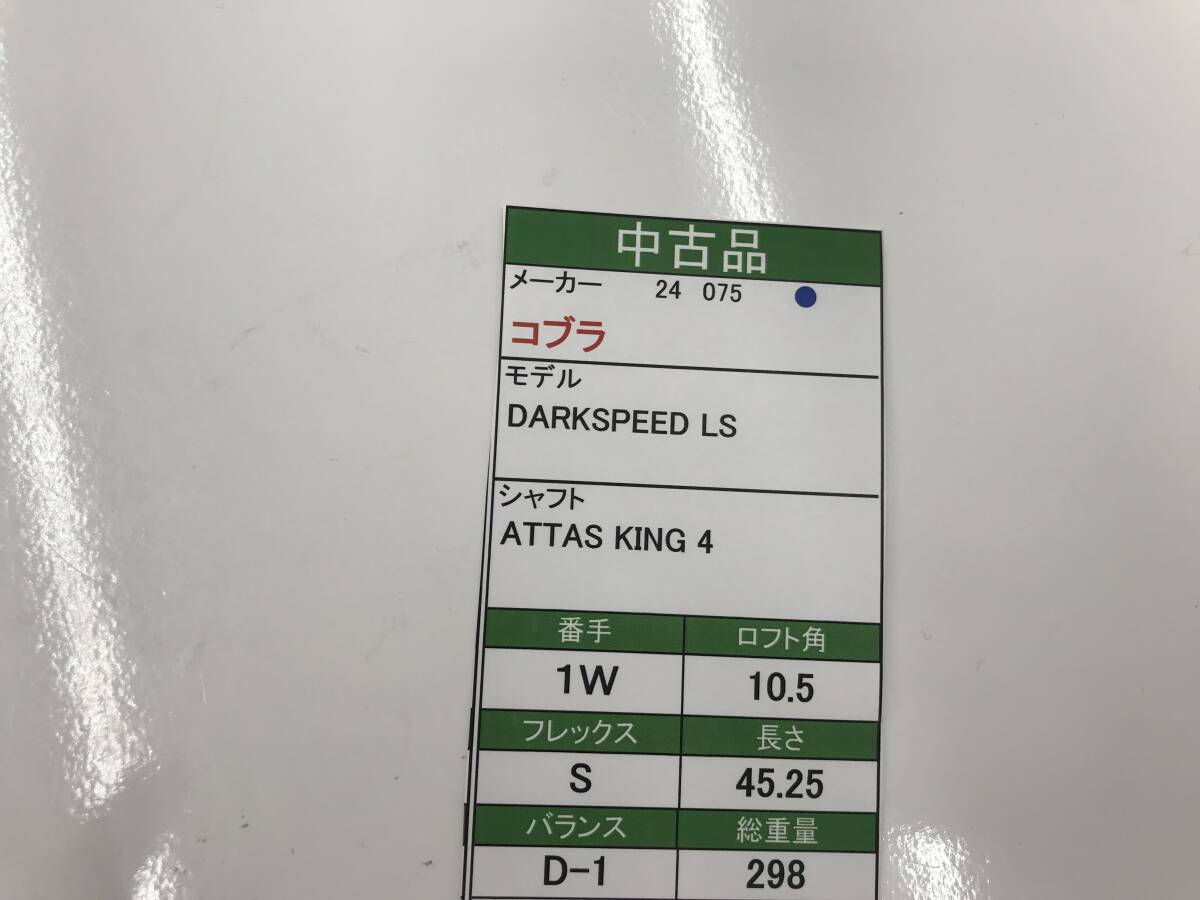 中古品
メーカー 24 075
コブラ
モデル
DARKSPEED LS
シャフト
ATTAS KING 4
番手 ロフト角
1W 10.5
フレックス 長さ
S 45.25
バランス 総重量
D-1 298